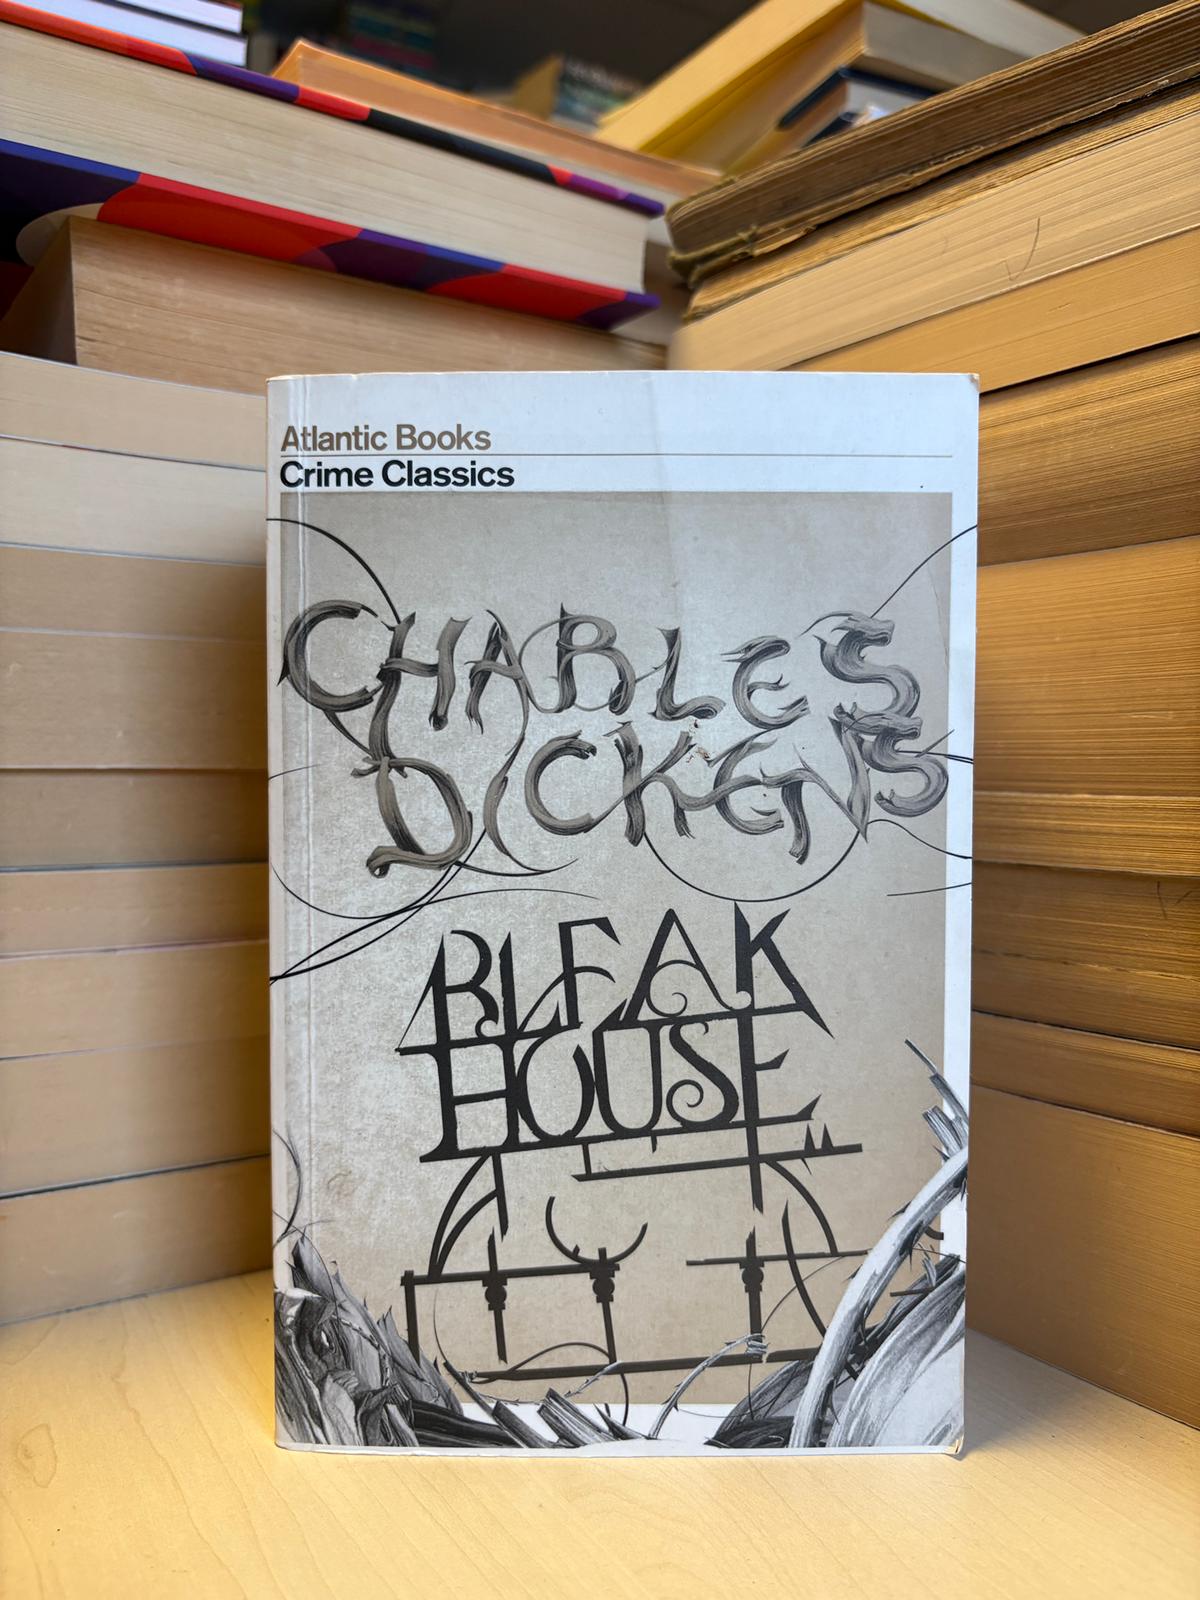 Atlantic Books
Crime Classics
CHARLES
DICKENS
BLEAK
HOUSE